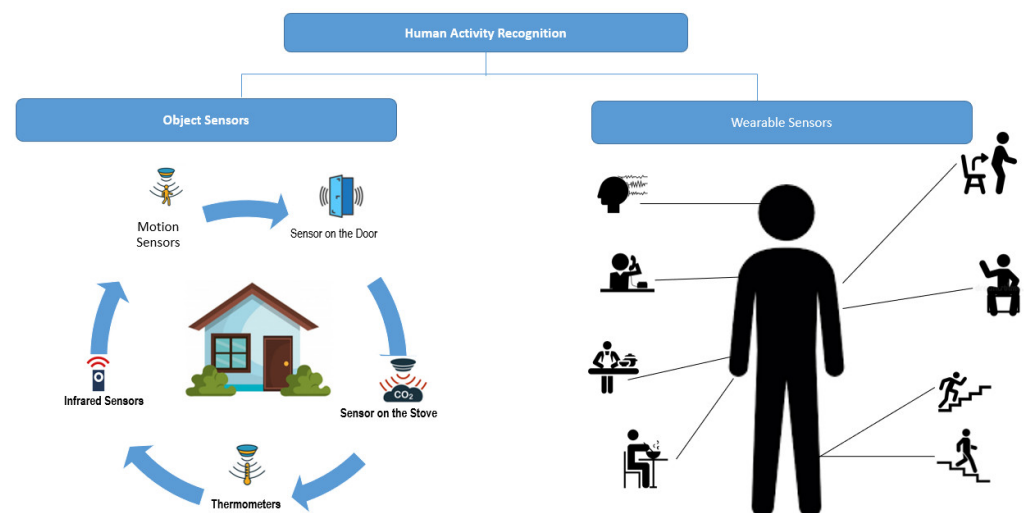 Human Activity Recognition
Object Sensors
Wearable Sensors
Motion
Sensors
Sensor on the Door
Infrared Sensors
CO₂
Sensor on the Stove
Thermometers